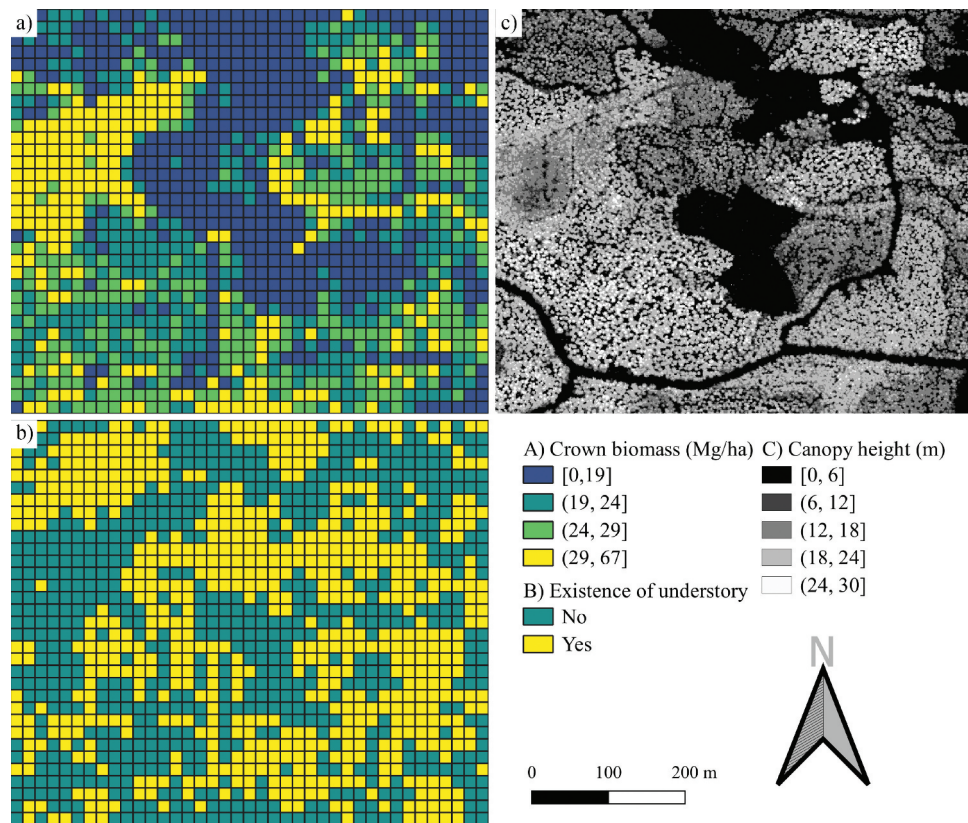 a)
c)
b)
A) Crown biomass (Mg/ha)
[0,19]
(19, 24]
(24, 29]
(29, 67]
B) Existence of understory
No
Yes
C) Canopy height (m)
[0, 6]
(6, 12]
(12, 18]
(18, 24]
(24, 30]
N
0 100 200 m